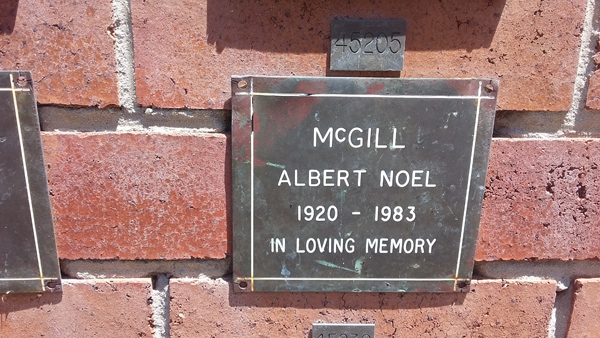 45205
McGILL
ALBERT NOEL
1920 - 1983
IN LOVING MEMORY